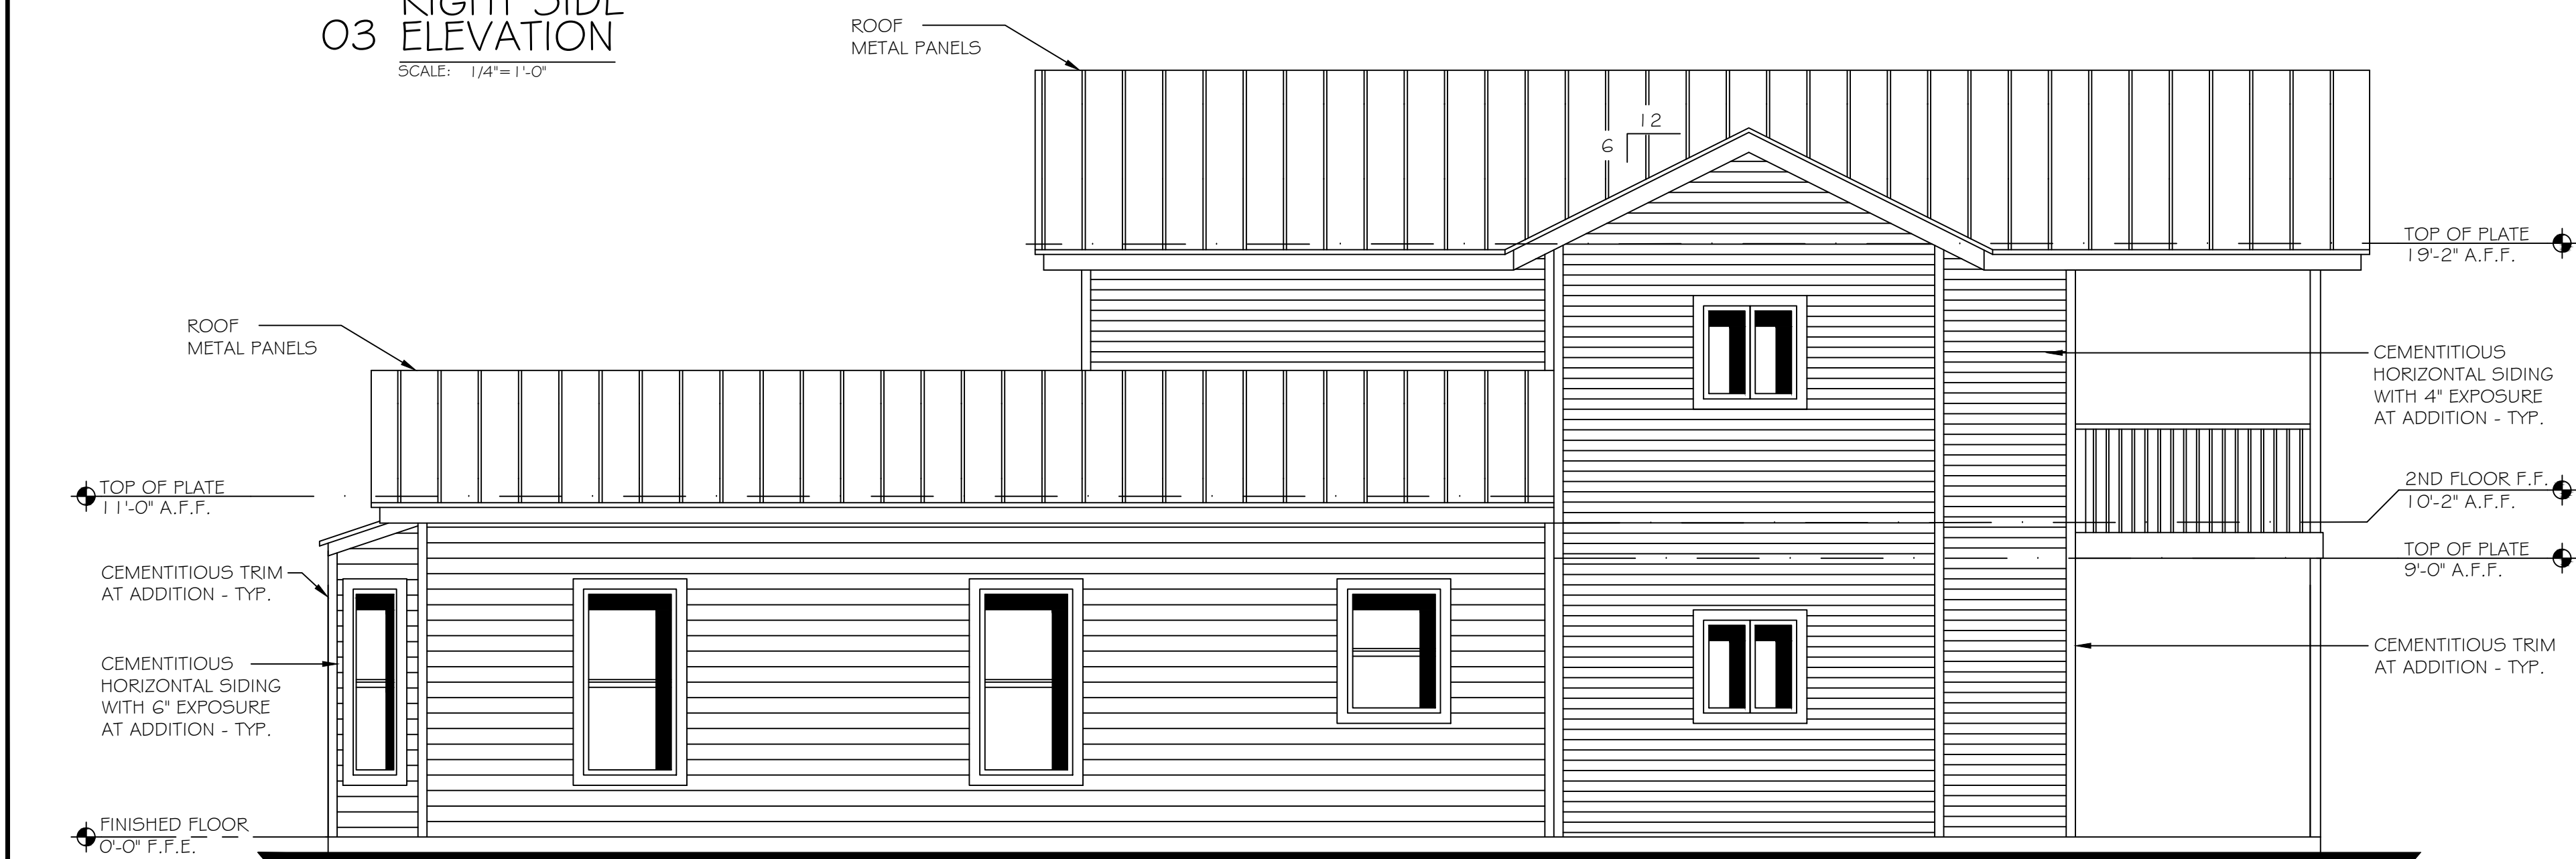 RIGHT SIDE
03 ELEVATION
SCALE: 1/4"=1'-0"
ROOF
METAL PANELS
12
6
TOP OF PLATE
19'-2" A.F.F.
ROOF
METAL PANELS
CEMENTITIOUS
HORIZONTAL SIDING
WITH 4" EXPOSURE
AT ADDITION - TYP.
TOP OF PLATE
11'-0" A.F.F.
2ND FLOOR F.F.
10'-2" A.F.F.
TOP OF PLATE
9'-0" A.F.F.
CEMENTITIOUS TRIM
AT ADDITION - TYP.
CEMENTITIOUS
HORIZONTAL SIDING
WITH 6" EXPOSURE
AT ADDITION - TYP.
CEMENTITIOUS TRIM
AT ADDITION - TYP.
FINISHED FLOOR
0'-0" F.F.E.